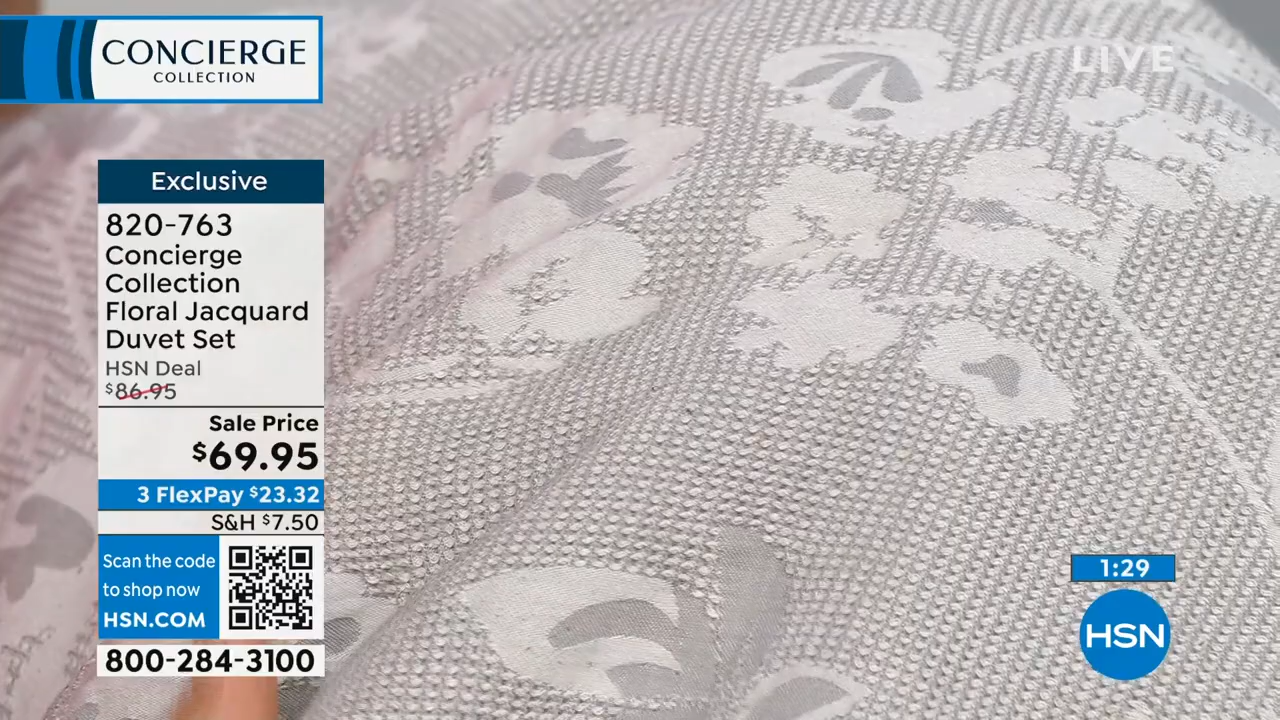 CONCIERGE
COLLECTION
LIVE
Exclusive
820-763
Concierge
Collection
Floral Jacquard
Duvet Set
HSN Deal
$86.95
Sale Price
$69.95
3 FlexPay $23.32
S&H $7.50
Scan the code
to shop now
HSN.COM
800-284-3100
1:29
HSN